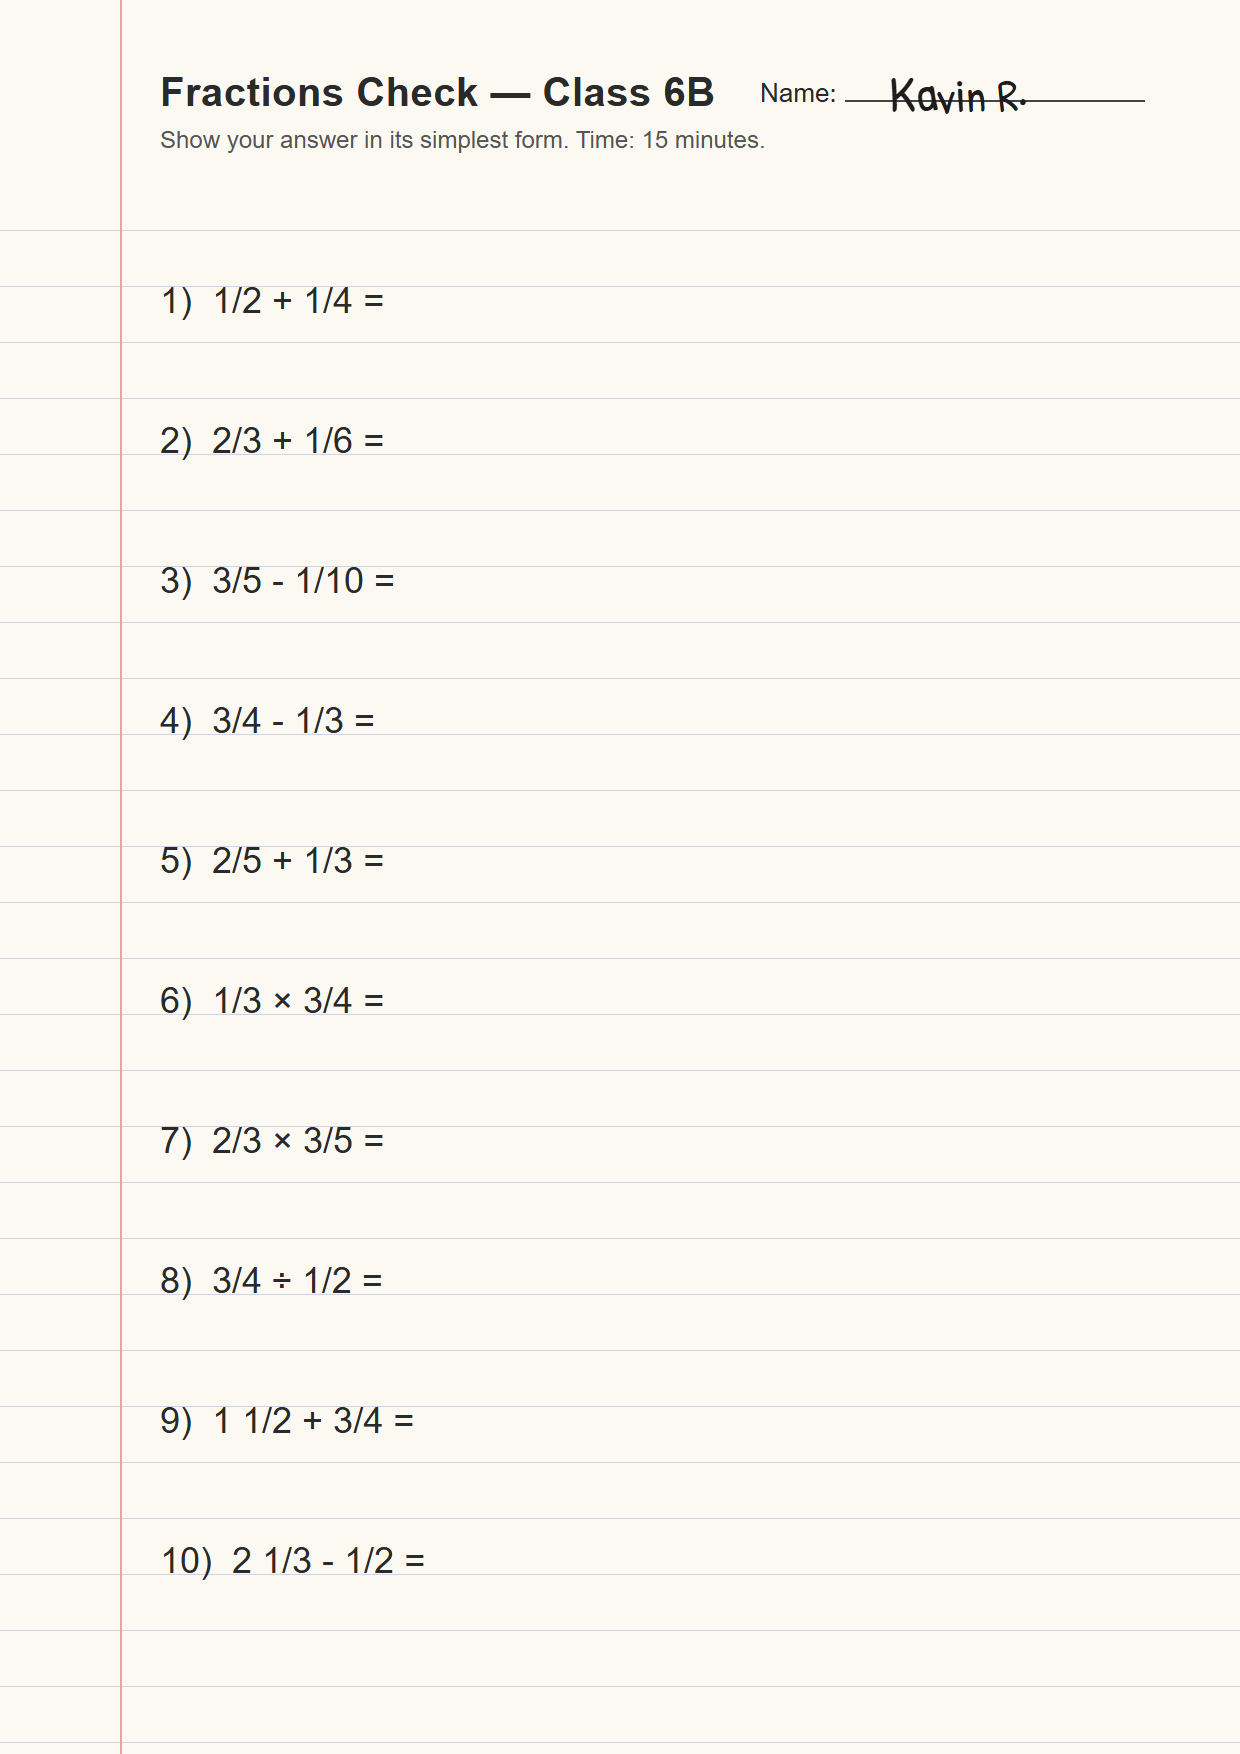 Fractions Check — Class 6B Name: Kavin R.
Show your answer in its simplest form. Time: 15 minutes.
1) 1/2 + 1/4 =
2) 2/3 + 1/6 =
3) 3/5 - 1/10 =
4) 3/4 - 1/3 =
5) 2/5 + 1/3 =
6) 1/3 × 3/4 =
7) 2/3 × 3/5 =
8) 3/4 ÷ 1/2 =
9) 1 1/2 + 3/4 =
10) 2 1/3 - 1/2 =